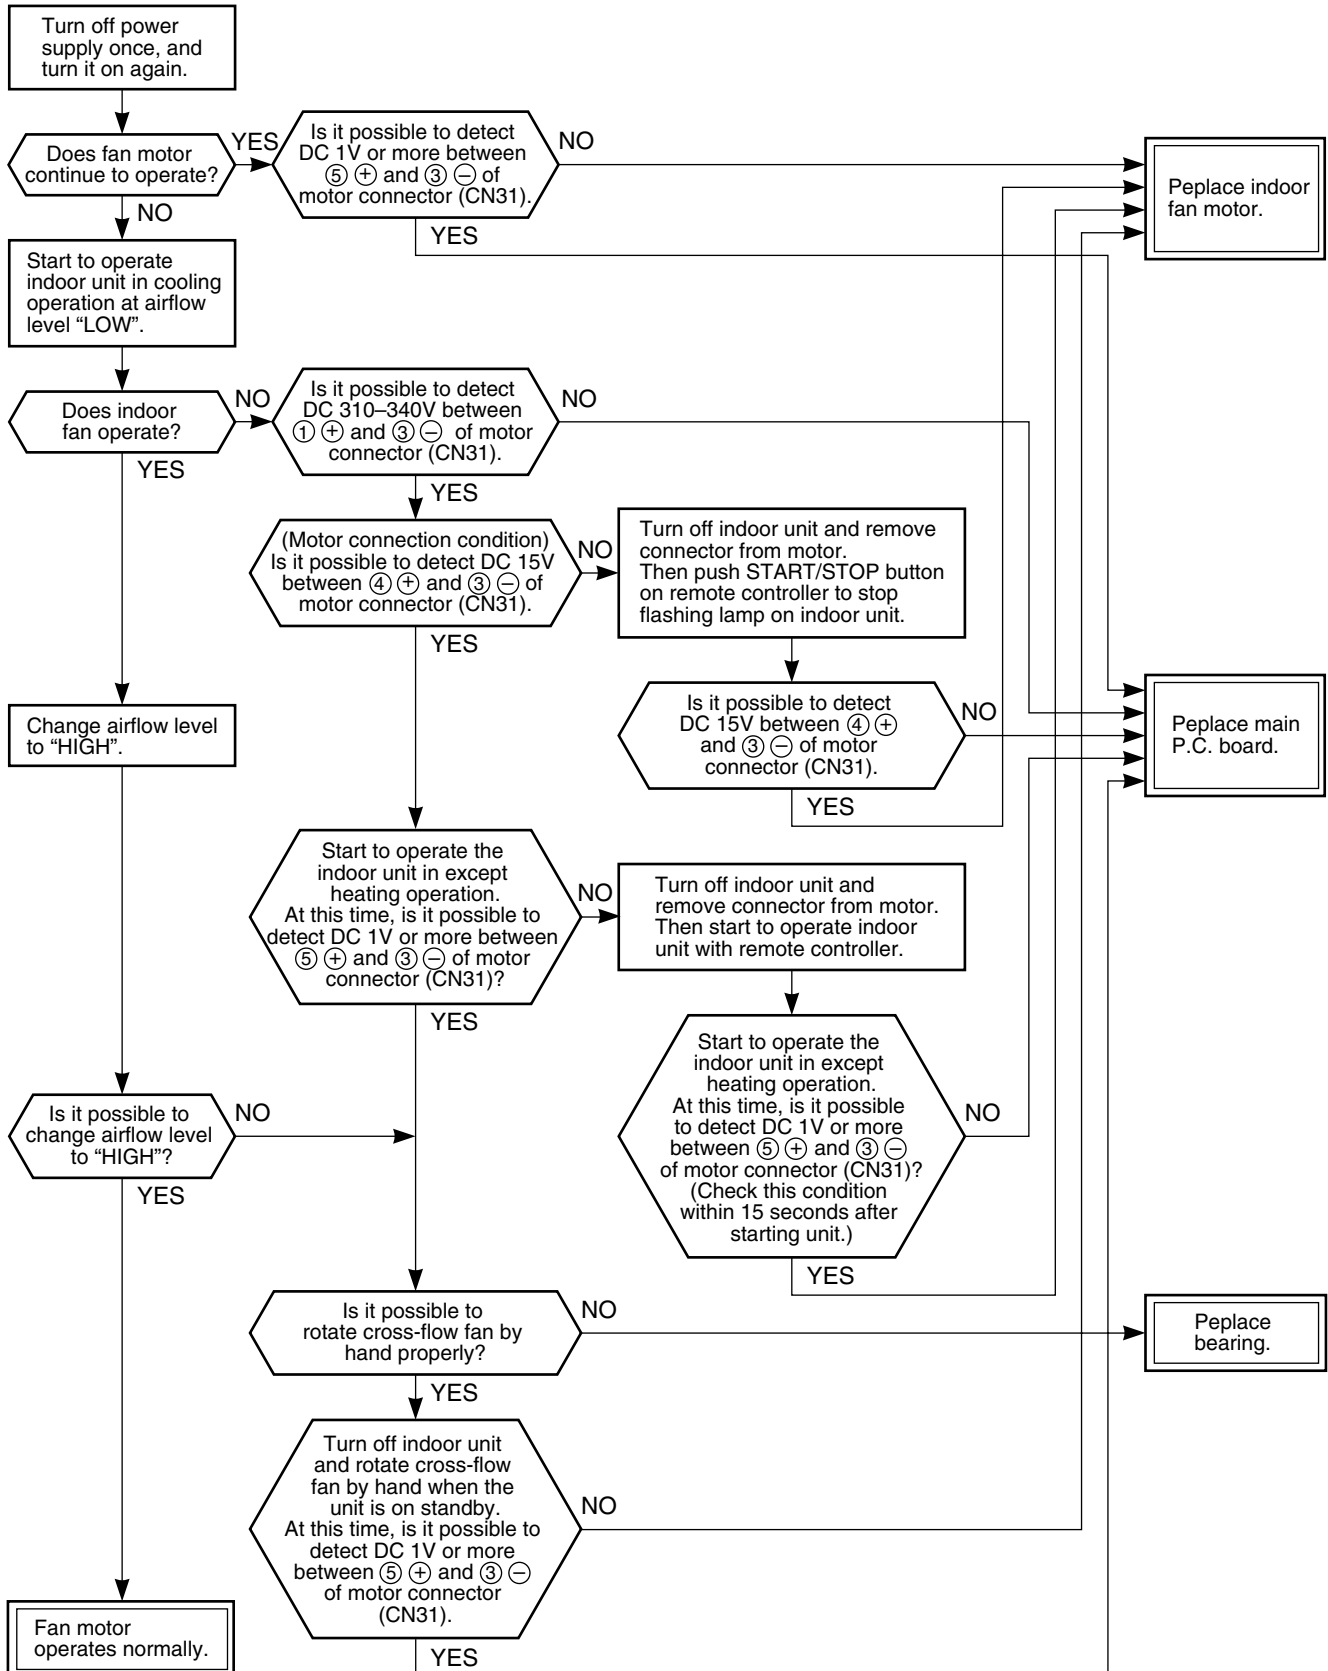 Turn off power
supply once, and
turn it on again.
Does fan motor
continue to operate?
YES
NO
Is it possible to detect
DC 1V or more between
⑤ ⊕ and ③ ⊖ of
motor connector (CN31).
NO
YES
Peplace indoor
fan motor.
Start to operate
indoor unit in cooling
operation at airflow
level “LOW”.
Does indoor
fan operate?
NO
YES
Is it possible to detect
DC 310–340V between
① ⊕ and ③ ⊖ of motor
connector (CN31).
NO
YES
(Motor connection condition)
Is it possible to detect DC 15V
between ④ ⊕ and ③ ⊖ of
motor connector (CN31).
NO
YES
Turn off indoor unit and remove
connector from motor.
Then push START/STOP button
on remote controller to stop
flashing lamp on indoor unit.
Is it possible to detect
DC 15V between ④ ⊕
and ③ ⊖ of motor
connector (CN31).
NO
YES
Peplace main
P.C. board.
Change airflow level
to “HIGH”.
Start to operate the
indoor unit in except
heating operation.
At this time, is it possible to
detect DC 1V or more between
⑤ ⊕ and ③ ⊖ of motor
connector (CN31)?
NO
YES
Turn off indoor unit and
remove connector from motor.
Then start to operate indoor
unit with remote controller.
Start to operate the
indoor unit in except
heating operation.
At this time, is it possible
to detect DC 1V or more
between ⑤ ⊕ and ③ ⊖
of motor connector (CN31)?
(Check this condition
within 15 seconds after
starting unit.)
NO
YES
Is it possible to
change airflow level
to “HIGH”?
NO
YES
Is it possible to
rotate cross-flow fan by
hand properly?
NO
YES
Peplace
bearing.
Turn off indoor unit
and rotate cross-flow
fan by hand when the
unit is on standby.
At this time, is it possible to
detect DC 1V or more
between ⑤ ⊕ and ③ ⊖
of motor connector
(CN31).
NO
YES
Fan motor
operates normally.